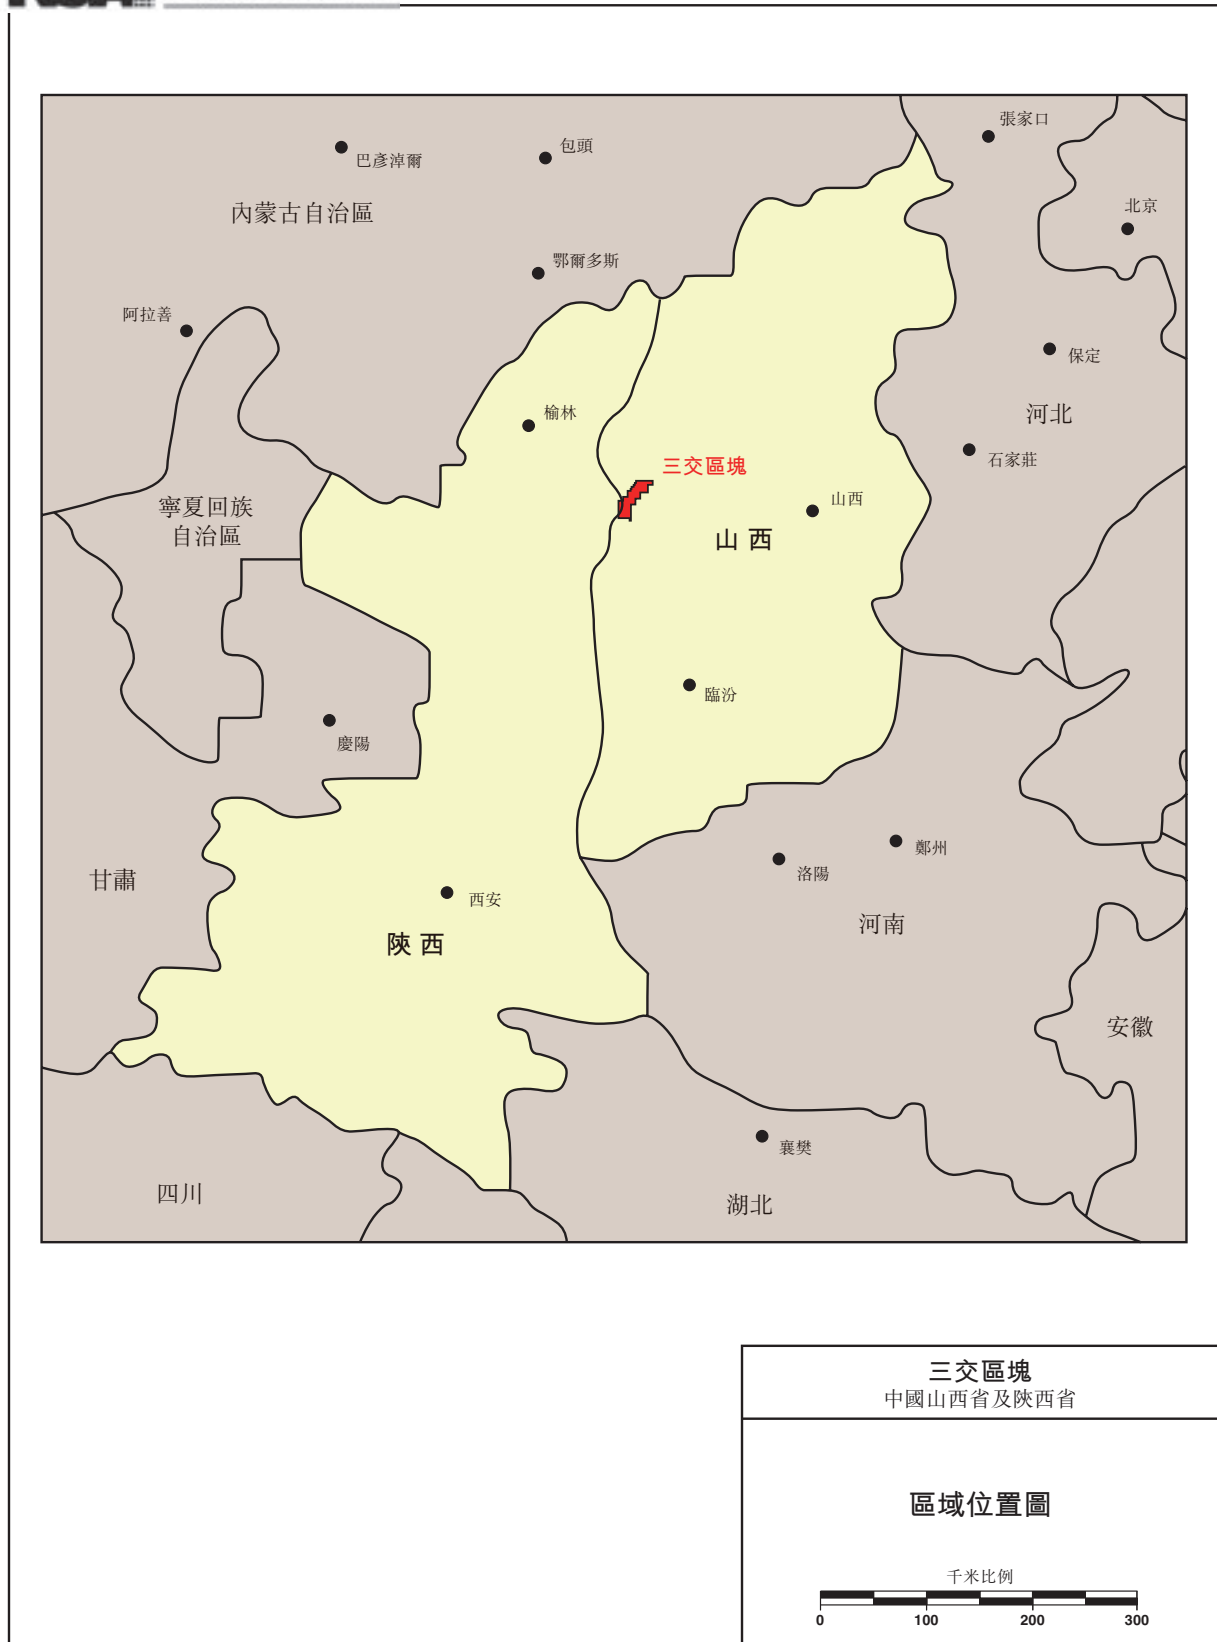 張家口
包頭
巴彥淖爾
北京
內蒙古自治區
鄂爾多斯
阿拉善
保定
榆林
河北
石家莊
三交區塊
山西
寧夏回族
自治區
山西
臨汾
慶陽
鄭州
洛陽
甘肅
西安
河南
陝西
安徽
襄樊
四川
湖北
三交區塊
中國山西省及陝西省
區域位置圖
千米比例
0 100 200 300